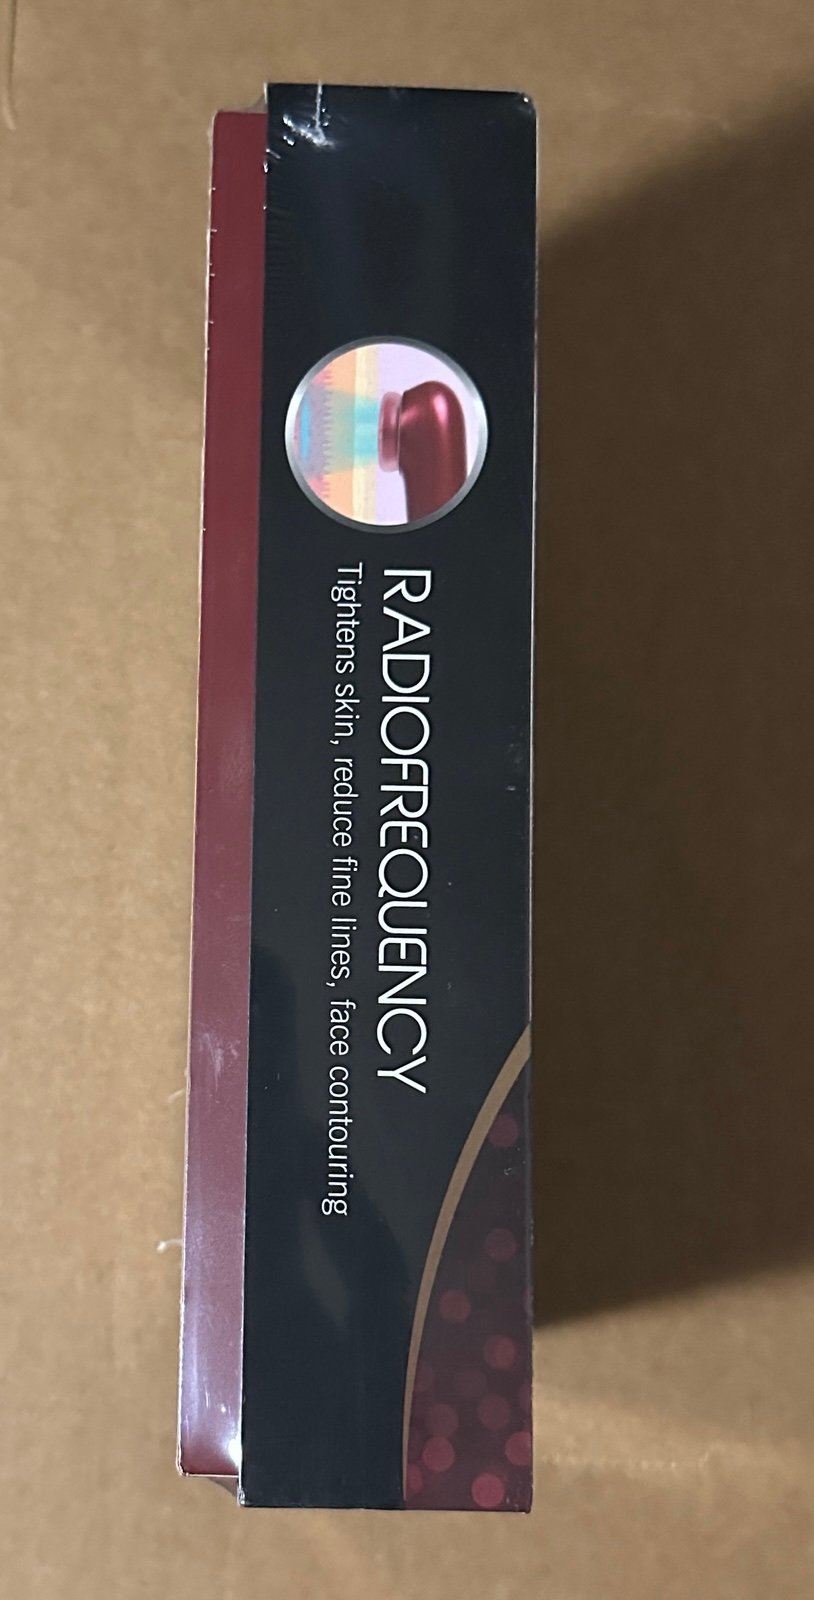 RADIOFREQUENCY
Tightens skin, reduce fine lines, face contouring